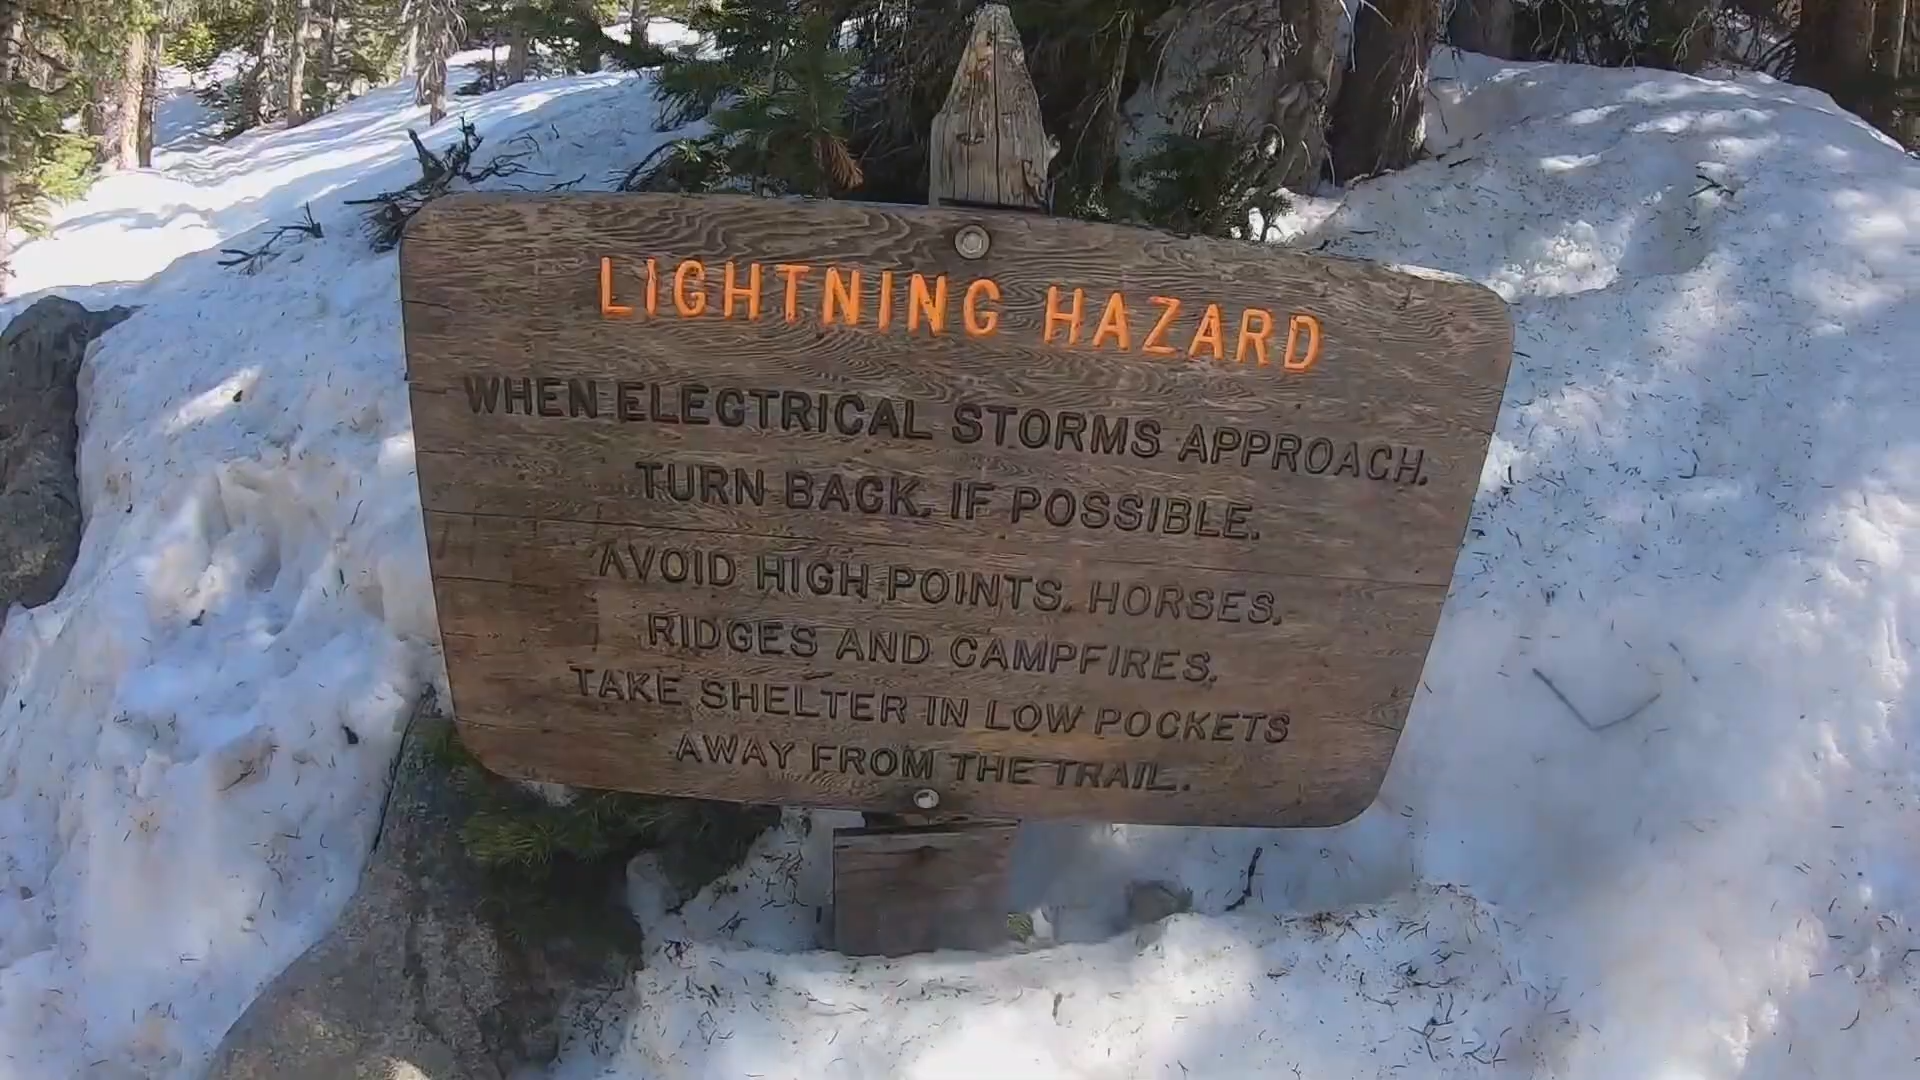 LIGHTNING HAZARD
WHEN ELECTRICAL STORMS APPROACH,
TURN BACK, IF POSSIBLE.
AVOID HIGH POINTS, HORSES,
RIDGES AND CAMPFIRES.
TAKE SHELTER IN LOW POCKETS
AWAY FROM THE TRAIL.